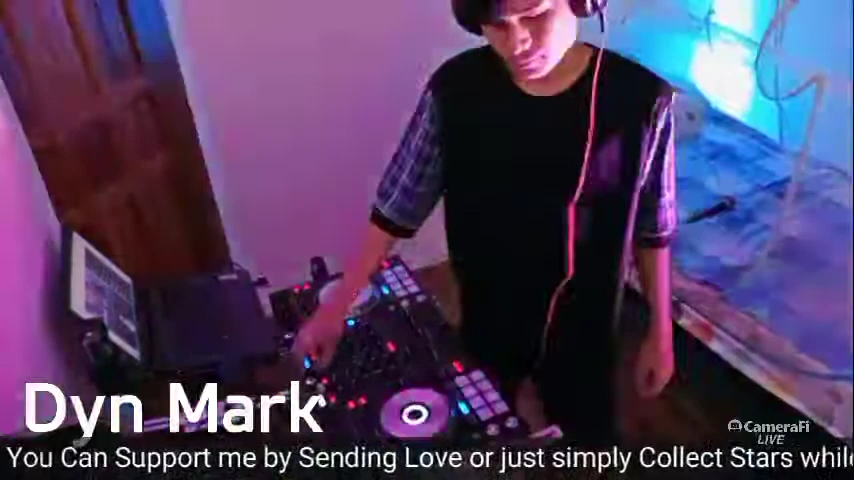 Dyn Mark
CameraFi
LIVE
You Can Support me by Sending Love or just simply Collect Stars while